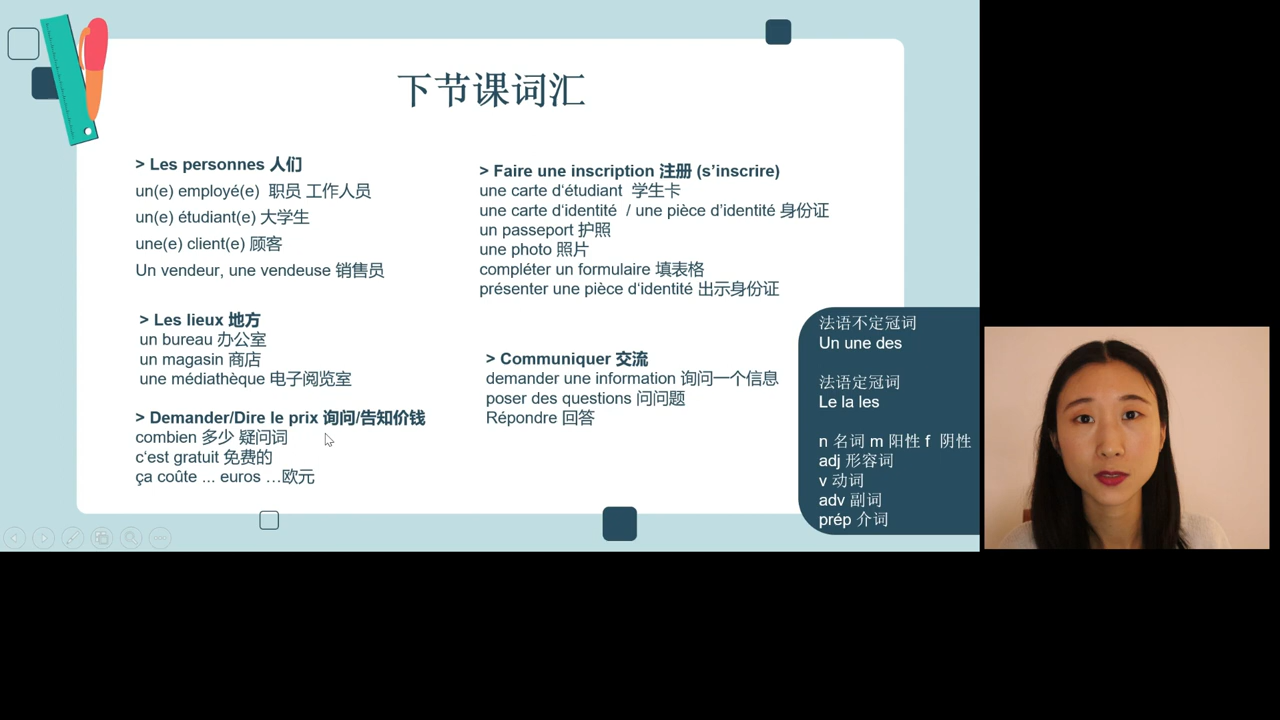 下节课词汇
> Les personnes 人们
un(e) employé(e) 职员 工作人员
un(e) étudiant(e) 大学生
une(e) client(e) 顾客
Un vendeur, une vendeuse 销售员
> Les lieux 地方
un bureau 办公室
un magasin 商店
une médiathèque 电子阅览室
> Demander/Dire le prix 询问/告知价钱
combien 多少 疑问词
c‘est gratuit 免费的
ça coûte ... euros …欧元
> Faire une inscription 注册 (s’inscrire)
une carte d‘étudiant 学生卡
une carte d‘identité / une pièce d’identité 身份证
un passeport 护照
une photo 照片
compléter un formulaire 填表格
présenter une pièce d‘identité 出示身份证
> Communiquer 交流
demander une information 询问一个信息
poser des questions 问问题
Répondre 回答
法语不定冠词
Un une des
法语定冠词
Le la les
n 名词 m 阳性 f 阴性
adj 形容词
v 动词
adv 副词
prép 介词